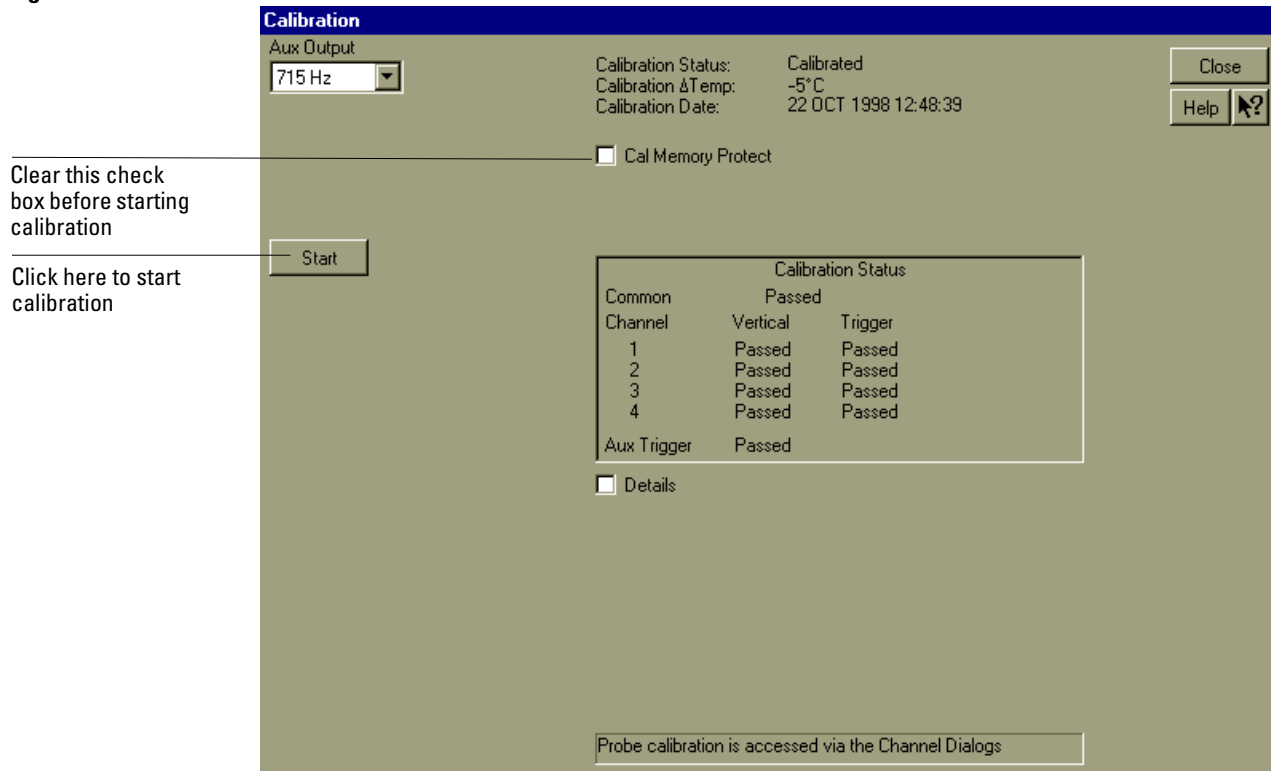 Calibration
Aux Output
715 Hz
Calibration Status: Calibrated
Calibration ΔTemp: -5°C
Calibration Date: 22 OCT 1998 12:48:39
Close
Help ?
Cal Memory Protect
Clear this check
box before starting
calibration
Start
Click here to start
calibration
Calibration Status
Common Passed
Channel Vertical Trigger
1 Passed Passed
2 Passed Passed
3 Passed Passed
4 Passed Passed
Aux Trigger Passed
Details
Probe calibration is accessed via the Channel Dialogs